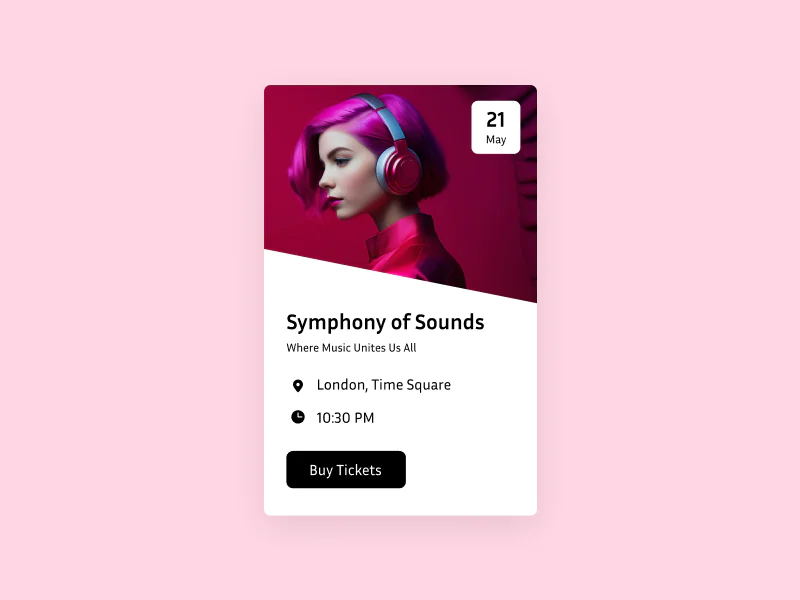 21
May
Symphony of Sounds
Where Music Unites Us All
London, Time Square
10:30 PM
Buy Tickets